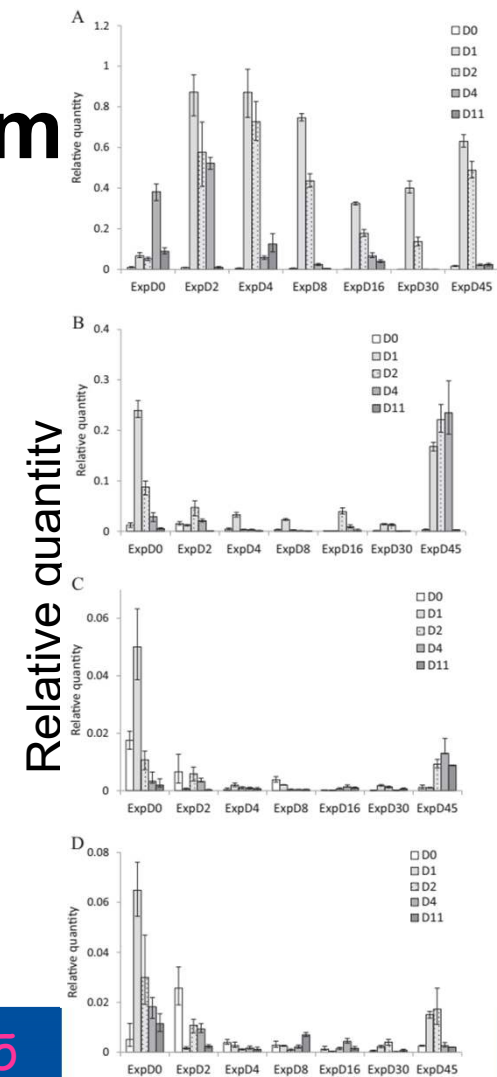 A
Relative quantity
1.2
1
0.8
0.6
0.4
0.2
0
D0
D1
D2
D4
D11
ExpD0 ExpD2 ExpD4 ExpD8 ExpD16 ExpD30 ExpD45
m
B
Relative quantity
0.4
0.3
0.2
0.1
0
D0
D1
D2
D4
D11
ExpD0 ExpD2 ExpD4 ExpD8 ExpD16 ExpD30 ExpD45
Relative quantity
C
Relative quantity
0.06
0.04
0.02
0
D0
D1
D2
D4
D11
ExpD0 ExpD2 ExpD4 ExpD8 ExpD16 ExpD30 ExpD45
D
Relative quantity
0.08
0.06
0.04
0.02
0
D0
D1
D2
D4
D11
ExpD0 ExpD2 ExpD4 ExpD8 ExpD16 ExpD30 ExpD45